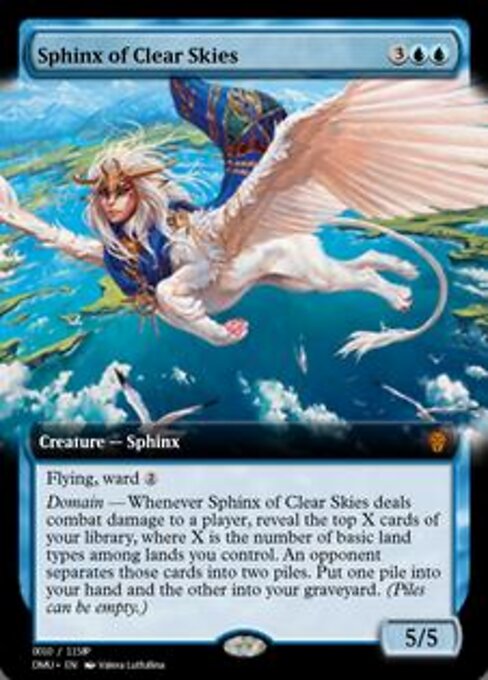 Sphinx of Clear Skies 3
Creature — Sphinx
Flying, ward 2
Domain — Whenever Sphinx of Clear Skies deals
combat damage to a player, reveal the top X cards of
your library, where X is the number of basic land
types among lands you control. An opponent
separates those cards into two piles. Put one pile into
your hand and the other into your graveyard. (Piles
can be empty.)
5/5
DMU • EN Valera Lutfullina